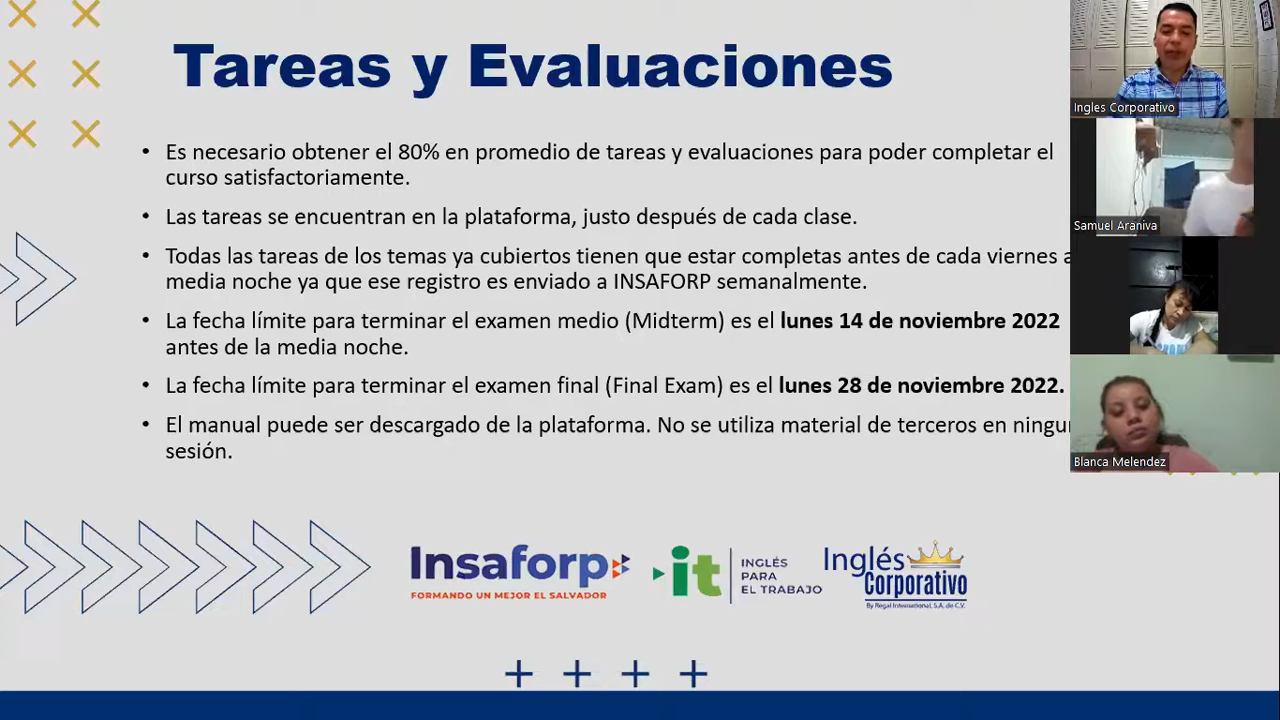 Tareas y Evaluaciones
• Es necesario obtener el 80% en promedio de tareas y evaluaciones para poder completar el
curso satisfactoriamente.
• Las tareas se encuentran en la plataforma, justo después de cada clase.
• Todas las tareas de los temas ya cubiertos tienen que estar completas antes de cada viernes a
media noche ya que ese registro es enviado a INSAFORP semanalmente.
• La fecha límite para terminar el examen medio (Midterm) es el lunes 14 de noviembre 2022
antes de la media noche.
• La fecha límite para terminar el examen final (Final Exam) es el lunes 28 de noviembre 2022.
• El manual puede ser descargado de la plataforma. No se utiliza material de terceros en
sesión.
Insaforp
FORMANDO UN MEJOR EL SALVADOR
it
INGLÉS
PARA
EL TRABAJO
Inglés
Corporativo
By Regal International, S.A. de C.V.
Ingles Corporativo
Samuel Araniva
Blanca Melendez